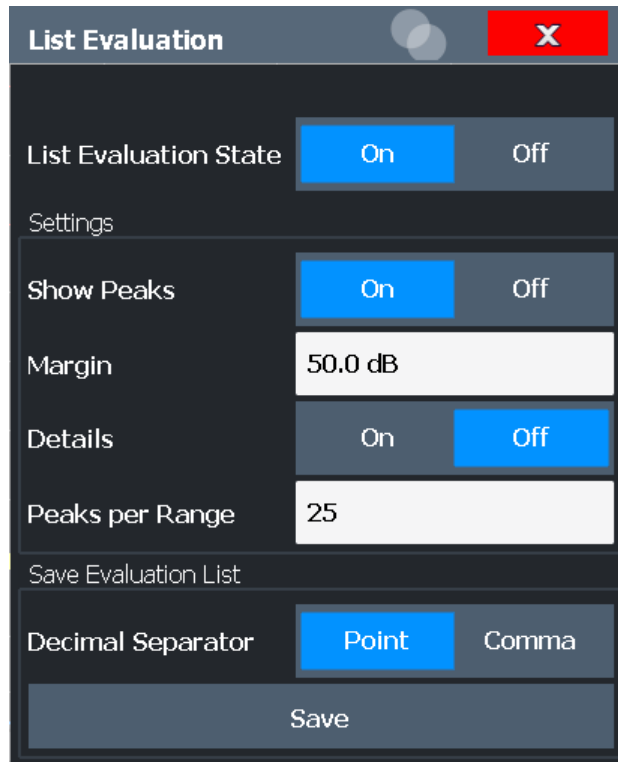 List Evaluation X
List Evaluation State On Off
Settings
Show Peaks On Off
Margin 50.0 dB
Details On Off
Peaks per Range 25
Save Evaluation List
Decimal Separator Point Comma
Save